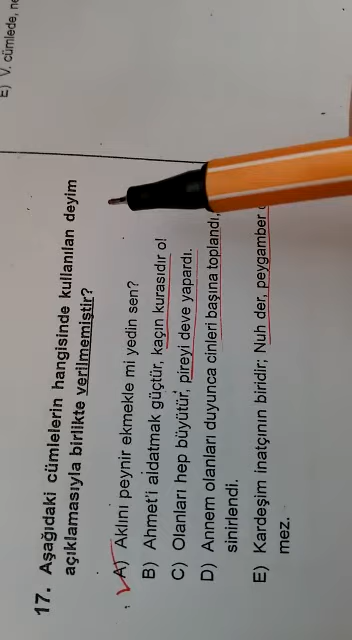 E) V. cümlede,
17. Aşağıdaki cümlelerin hangisinde kullanılan deyim
açıklamasıyla birlikte verilmemiştir?
A) Aklını peynir ekmekle mi yedin sen?
B) Ahmet'i aldatmak güçtür, kaçın kurasıdır o!
C) Olanları hep büyütür, pireyi deve yapardı.
D) Annem olanları duyunca cinleri başına toplandı,
sinirlendi.
E) Kardeşim inatçının biridir; Nuh der, peygamber
mez.